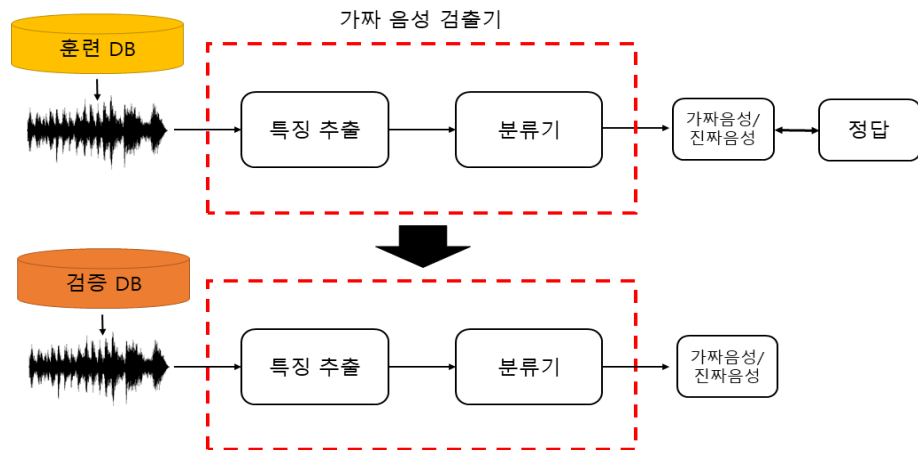 가짜 음성 검출기
훈련 DB
특징 추출
분류기
가짜음성/
진짜음성
정답
검증 DB
특징 추출
분류기
가짜음성/
진짜음성